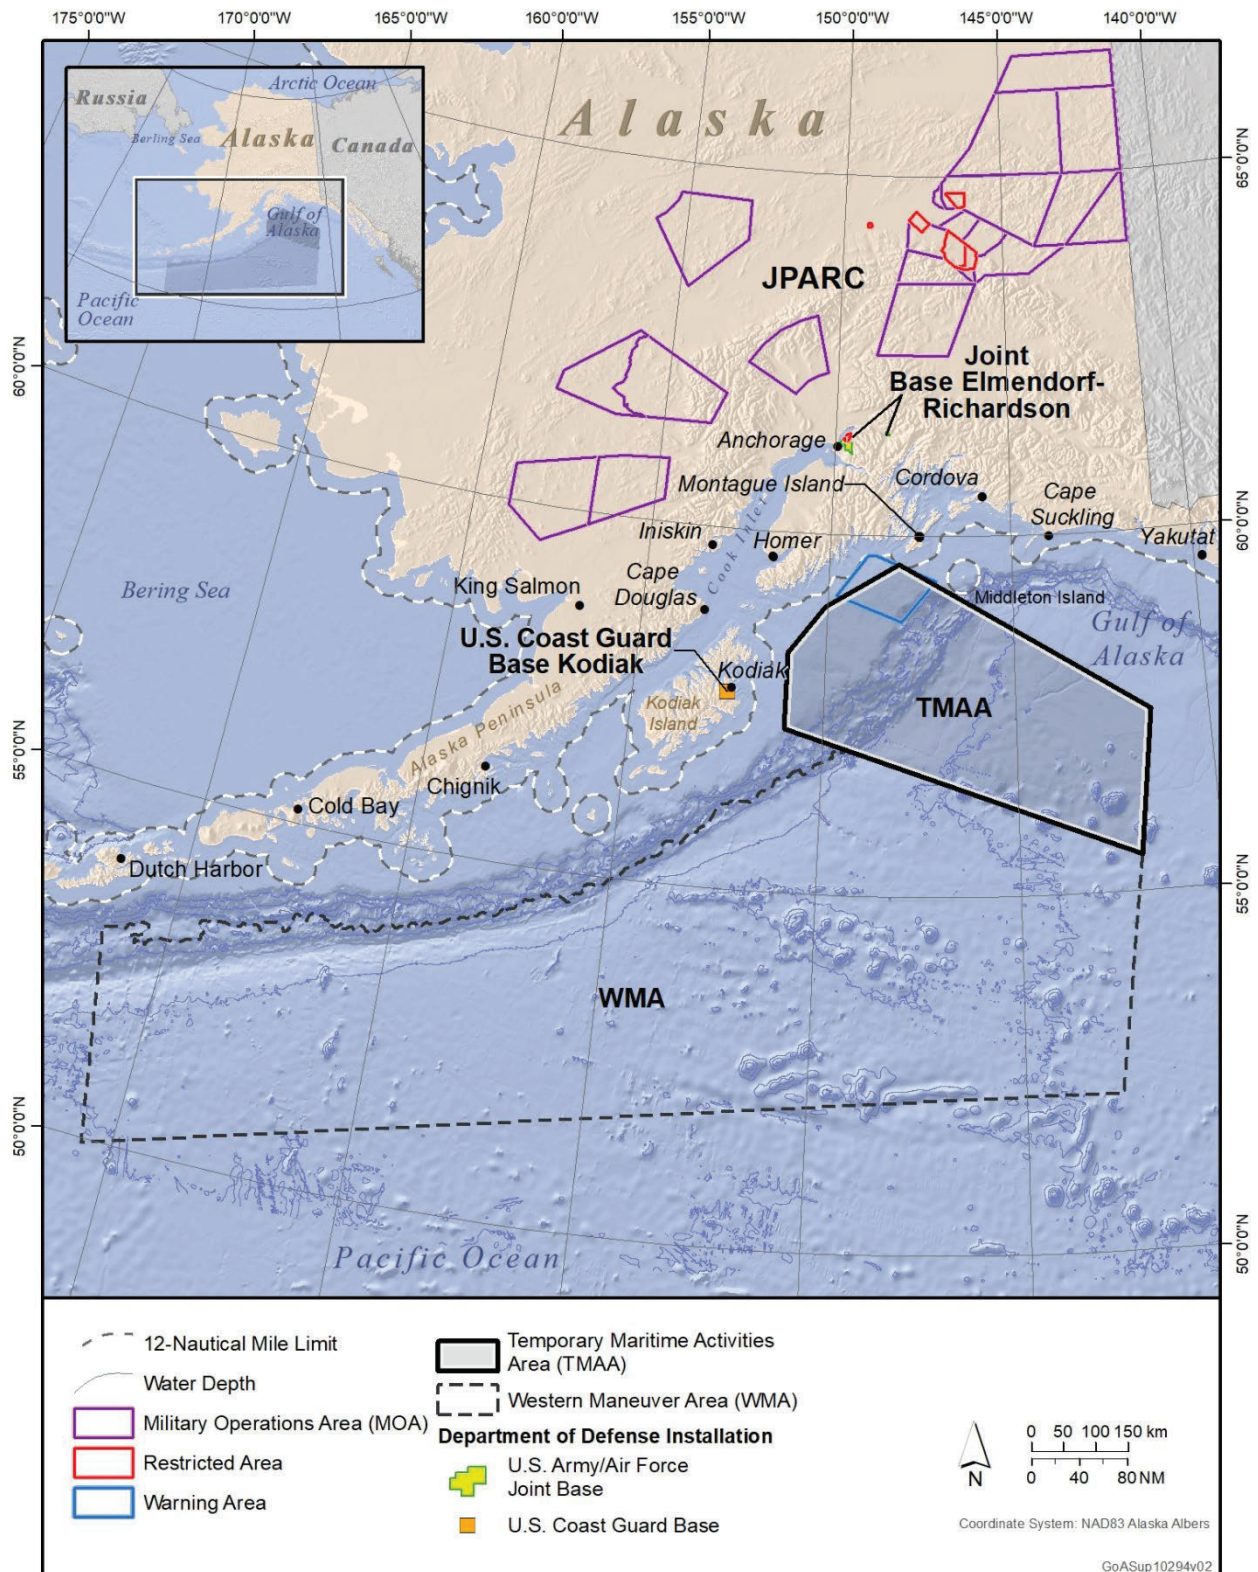 175°0'0"W 170°0'0"W 165°0'0"W 160°0'0"W 155°0'0"W 150°0'0"W 145°0'0"W 140°0'0"W
Arctic Ocean
Russia
Alaska
Berling Sea
Canada
Gulf of
Alaska
Pacific
Ocean
Alaska
65°0'0"N
JPARC
60°0'0"N
Joint
Base Elmendorf-
Richardson
Anchorage
Montague Island
Cordova
Cape
Suckling
60°0'0"N
Yakutat
Iniskin
Cook Inlet
Homer
Bering Sea
King Salmon
Cape
Douglas
Middleton Island
Gulf of
Alaska
U.S. Coast Guard
Base Kodiak
Kodiak
Kodiak
Island
TMAA
Alaska Peninsula
55°0'0"N
Chignik
Cold Bay
Dutch Harbor
55°0'0"N
WMA
50°0'0"N
50°0'0"N
Pacific Ocean
12-Nautical Mile Limit
Water Depth
Military Operations Area (MOA)
Restricted Area
Warning Area
Temporary Maritime Activities
Area (TMAA)
Western Maneuver Area (WMA)
Department of Defense Installation
U.S. Army/Air Force
Joint Base
U.S. Coast Guard Base
N
0 50 100 150 km
0 40 80 NM
Coordinate System: NAD83 Alaska Albers
GoASup10294v02